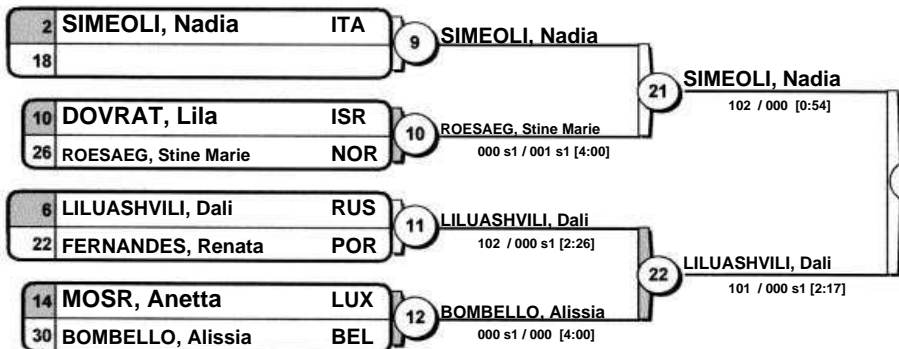 2 SIMEOLI, Nadia ITA
18
9
SIMEOLI, Nadia
10 DOVRAT, Lila ISR
26 ROESAEG, Stine Marie NOR
10
ROESAEG, Stine Marie
000 s1 / 001 s1 [4:00]
21
SIMEOLI, Nadia
102 / 000 [0:54]
6 LILUASHVILI, Dali RUS
22 FERNANDES, Renata POR
11
LILUASHVILI, Dali
102 / 000 s1 [2:26]
14 MOSR, Anetta LUX
30 BOMBELLO, Alissia BEL
12
BOMBELLO, Alissia
000 s1 / 000 [4:00]
22
LILUASHVILI, Dali
101 / 000 s1 [2:17]